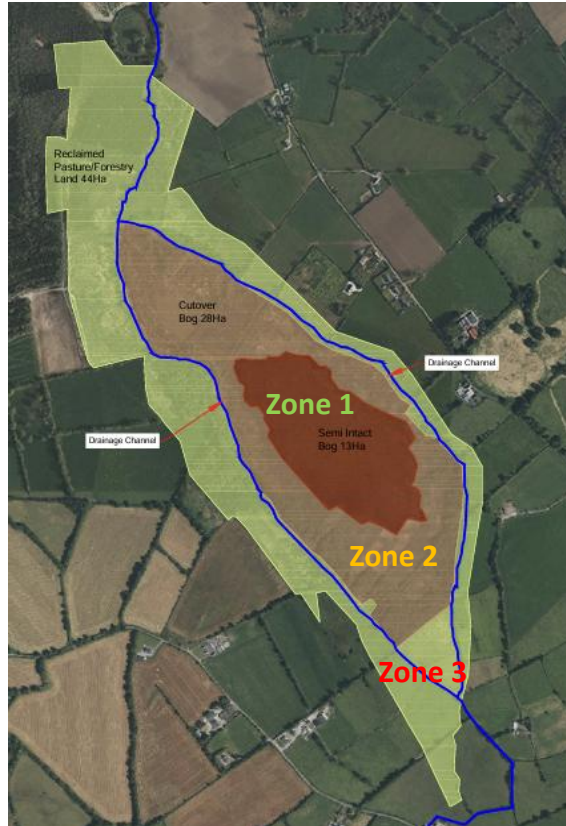 Reclaimed
Pasture/Forestry
Land 44Ha
Cutover
Bog 28Ha
Drainage Channel
Zone 1
Semi Intact
Bog 13Ha
Drainage Channel
Zone 2
Zone 3